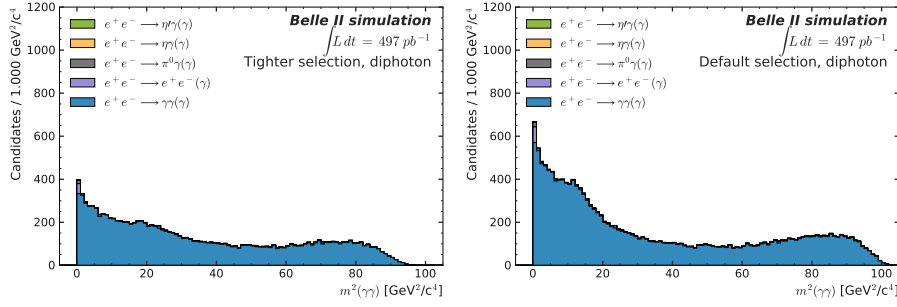 Belle II simulation
∫L dt = 497 pb⁻¹
Tighter selection, diphoton
e⁺e⁻ ⟶ η′γ(γ)
e⁺e⁻ ⟶ ηγ(γ)
e⁺e⁻ ⟶ π⁰γ(γ)
e⁺e⁻ ⟶ e⁺e⁻(γ)
e⁺e⁻ ⟶ γγ(γ)
Candidates / 1.000 GeV²/c⁴
1200
1000
800
600
400
200
0
0 20 40 60 80 100
m²(γγ) [GeV²/c⁴]
Belle II simulation
∫L dt = 497 pb⁻¹
Default selection, diphoton
e⁺e⁻ ⟶ η′γ(γ)
e⁺e⁻ ⟶ ηγ(γ)
e⁺e⁻ ⟶ π⁰γ(γ)
e⁺e⁻ ⟶ e⁺e⁻(γ)
e⁺e⁻ ⟶ γγ(γ)
Candidates / 1.000 GeV²/c⁴
1200
1000
800
600
400
200
0
0 20 40 60 80 100
m²(γγ) [GeV²/c⁴]